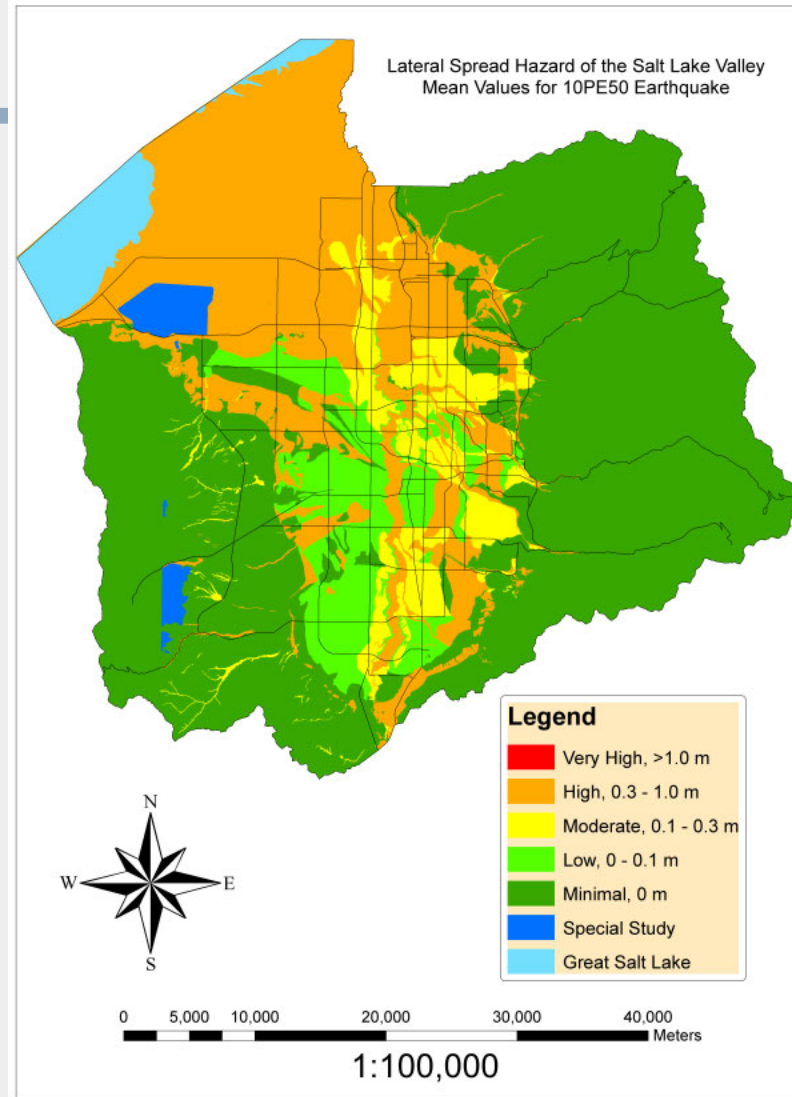 Lateral Spread Hazard of the Salt Lake Valley
Mean Values for 10PE50 Earthquake
Legend
Very High, >1.0 m
High, 0.3 - 1.0 m
Moderate, 0.1 - 0.3 m
Low, 0 - 0.1 m
Minimal, 0 m
Special Study
Great Salt Lake
N
W E
S
0 5,000 10,000 20,000 30,000 40,000
Meters
1:100,000